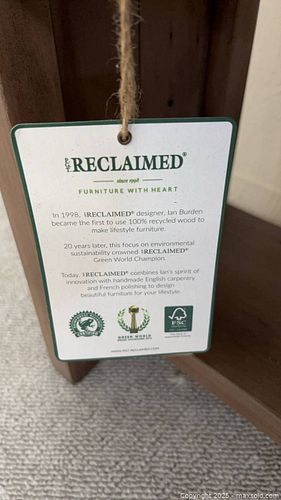 RECLAIMED®
since 1998
FURNITURE WITH HEART
In 1998, RECLAIMED® designer, Ian Burden
became the first to use 100% recycled wood to
make lifestyle furniture.
20 years later, this focus on environmental
sustainability crowned RECLAIMED®
Green World Champion.
Today, RECLAIMED® combines Ian's spirit of
innovation with handmade English carpentry
and French polishing to design
beautiful furniture for your lifestyle.
GREEN WORLD
FSC
Copyright 2025 - maxsold.com